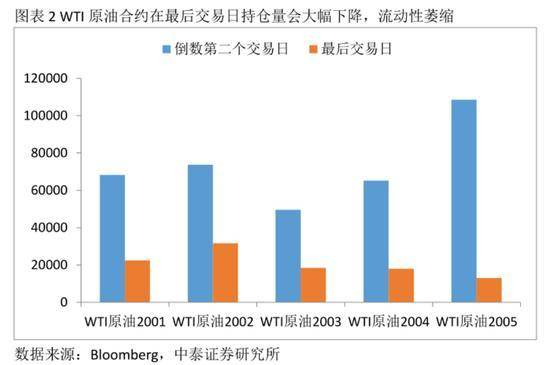 图表 2 WTI 原油合约在最后交易日持仓量会大幅下降，流动性萎缩
倒数第二个交易日 最后交易日
120000
100000
80000
60000
40000
20000
0
WTI原油2001 WTI原油2002 WTI原油2003 WTI原油2004 WTI原油2005
数据来源：Bloomberg，中泰证券研究所